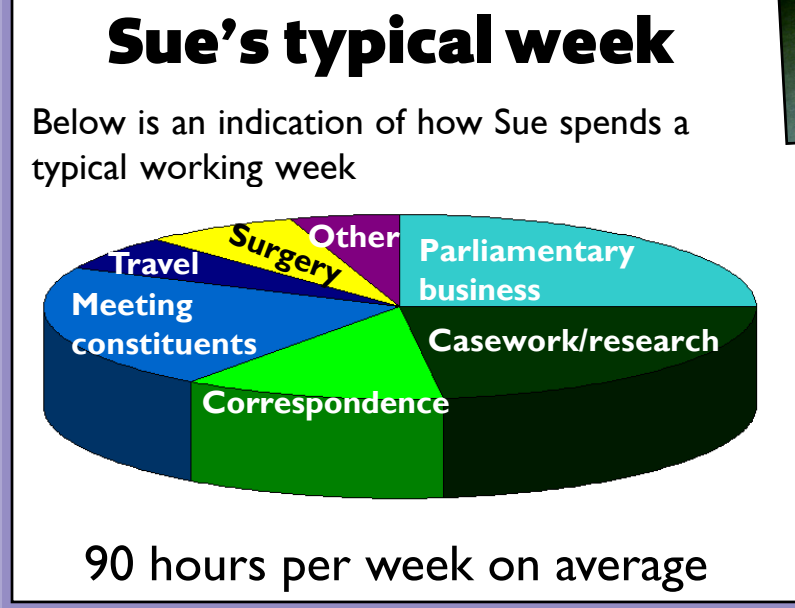 Sue's typical week
Below is an indication of how Sue spends a
typical working week
Other
Surgery
Parliamentary
business
Travel
Meeting
constituents
Casework/research
Correspondence
90 hours per week on average